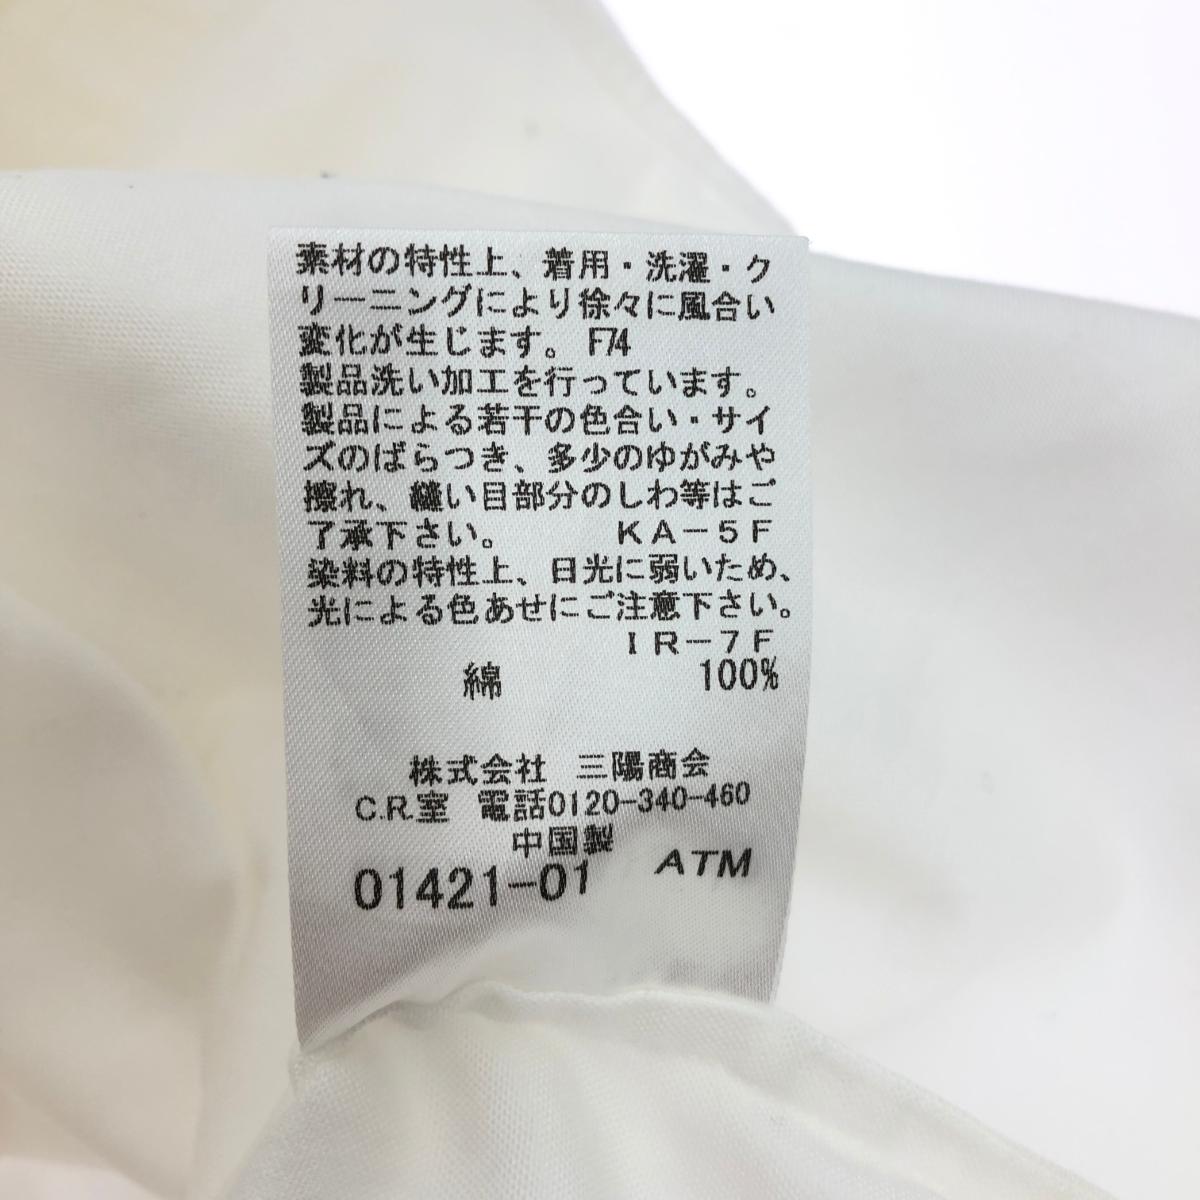 素材の特性上、着用・洗濯・ク
リーニングにより徐々に風合い
変化が生じます。 F74
製品洗い加工を行っています。
製品による若干の色合い・サイ
ズのばらつき、多少のゆがみや
擦れ、縫い目部分のしわ等はご
了承下さい。 KA-5F
染料の特性上、日光に弱いため、
光による色あせにご注意下さい。
IR-7F
綿 100%
株式会社 三陽商会
C.R.室 電話0120-340-460
中国製
01421-01 ATM